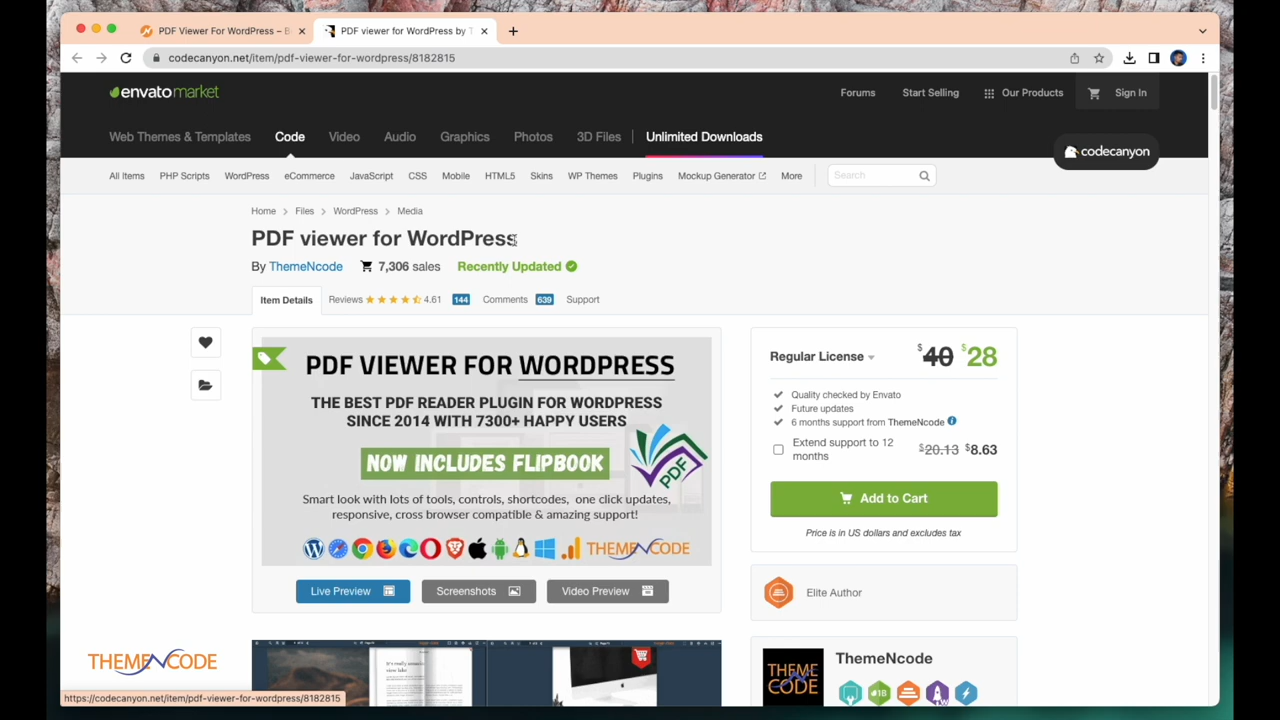 PDF Viewer For WordPress – B
PDF viewer for WordPress by T
codecanyon.net/item/pdf-viewer-for-wordpress/8182815
envatomarket
Forums Start Selling Our Products Sign In
Web Themes & Templates Code Video Audio Graphics Photos 3D Files Unlimited Downloads
codecanyon
All Items PHP Scripts WordPress eCommerce JavaScript CSS Mobile HTML5 Skins WP Themes Plugins Mockup Generator More Search
Home Files WordPress Media
PDF viewer for WordPress
By ThemeNcode 7,306 sales Recently Updated
Item Details Reviews 4.61 144 Comments 639 Support
PDF VIEWER FOR WORDPRESS
THE BEST PDF READER PLUGIN FOR WORDPRESS
SINCE 2014 WITH 7300+ HAPPY USERS
NOW INCLUDES FLIPBOOK
PDF
Smart look with lots of tools, controls, shortcodes, one click updates,
responsive, cross browser compatible & amazing support!
THEMENCODE
Live Preview Screenshots Video Preview
Regular License $40 $28
Quality checked by Envato
Future updates
6 months support from ThemeNcode
Extend support to 12
months
$20.13 $8.63
Add to Cart
Price is in US dollars and excludes tax
Elite Author
THEME
NCODE
ThemeNcode
THEMENCODE
https://codecanyon.net/item/pdf-viewer-for-wordpress/8182815